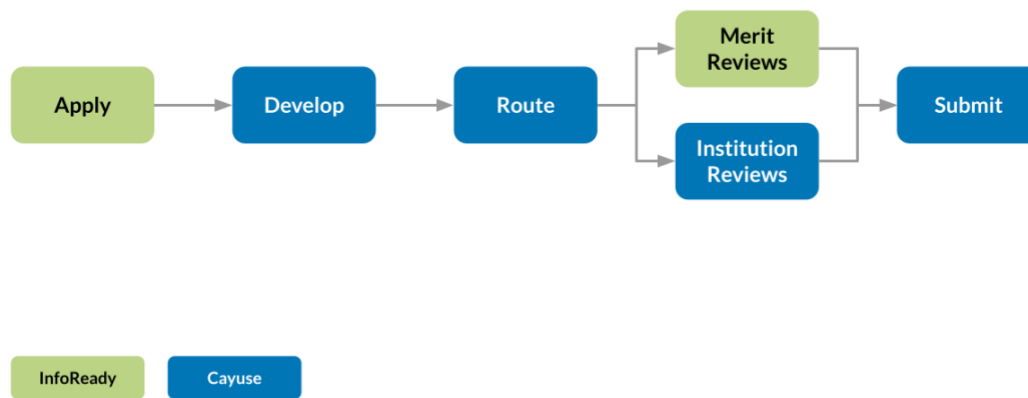 Apply
Develop
Route
Merit
Reviews
Institution
Reviews
Submit
InfoReady
Cayuse